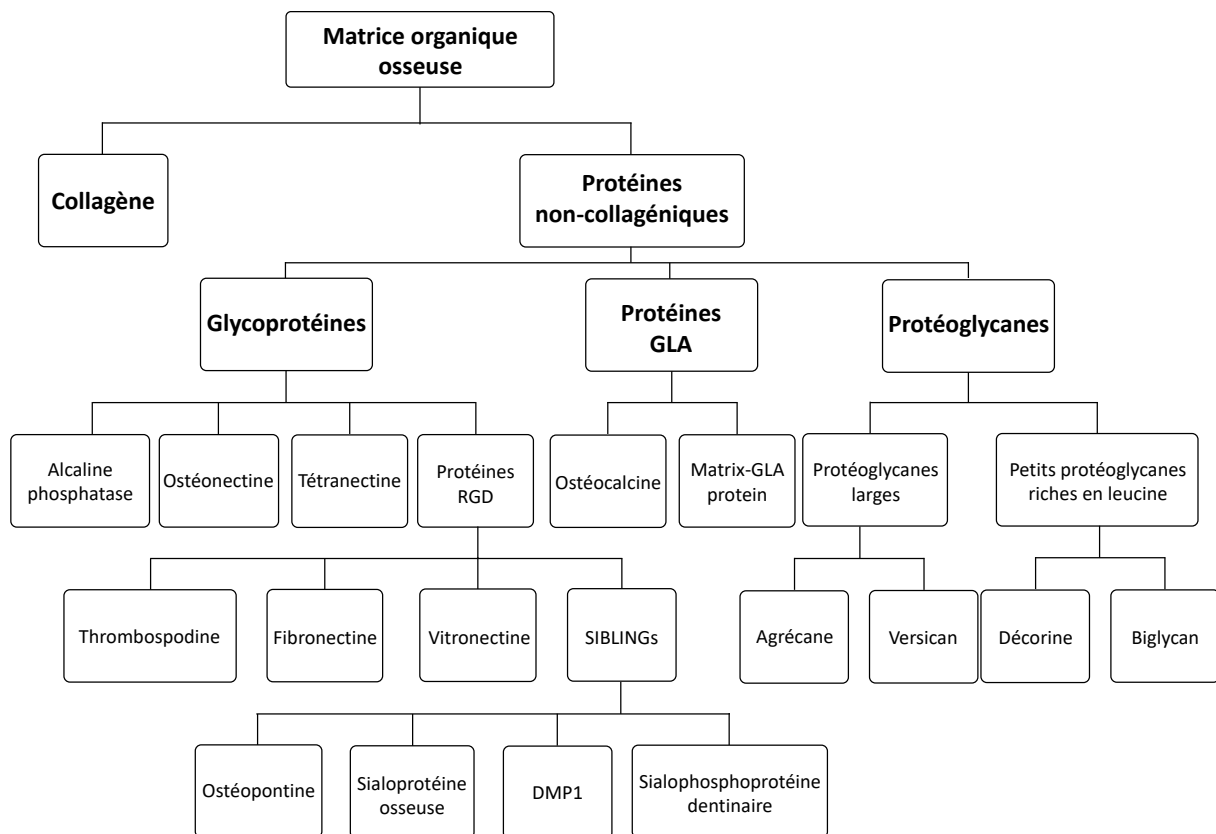 Matrice organique
osseuse
Collagène
Protéines
non-collagéniques
Glycoprotéines
Protéines
GLA
Protéoglycanes
Alcaline
phosphatase
Ostéonectine
Tétranectine
Protéines
RGD
Ostéocalcine
Matrix-GLA
protein
Protéoglycanes
larges
Petits protéoglycanes
riches en leucine
Thrombospodine
Fibronectine
Vitronectine
SIBLINGs
Agrécane
Versican
Décorine
Biglycan
Ostéopontine
Sialoprotéine
osseuse
DMP1
Sialophosphoprotéine
dentinaire